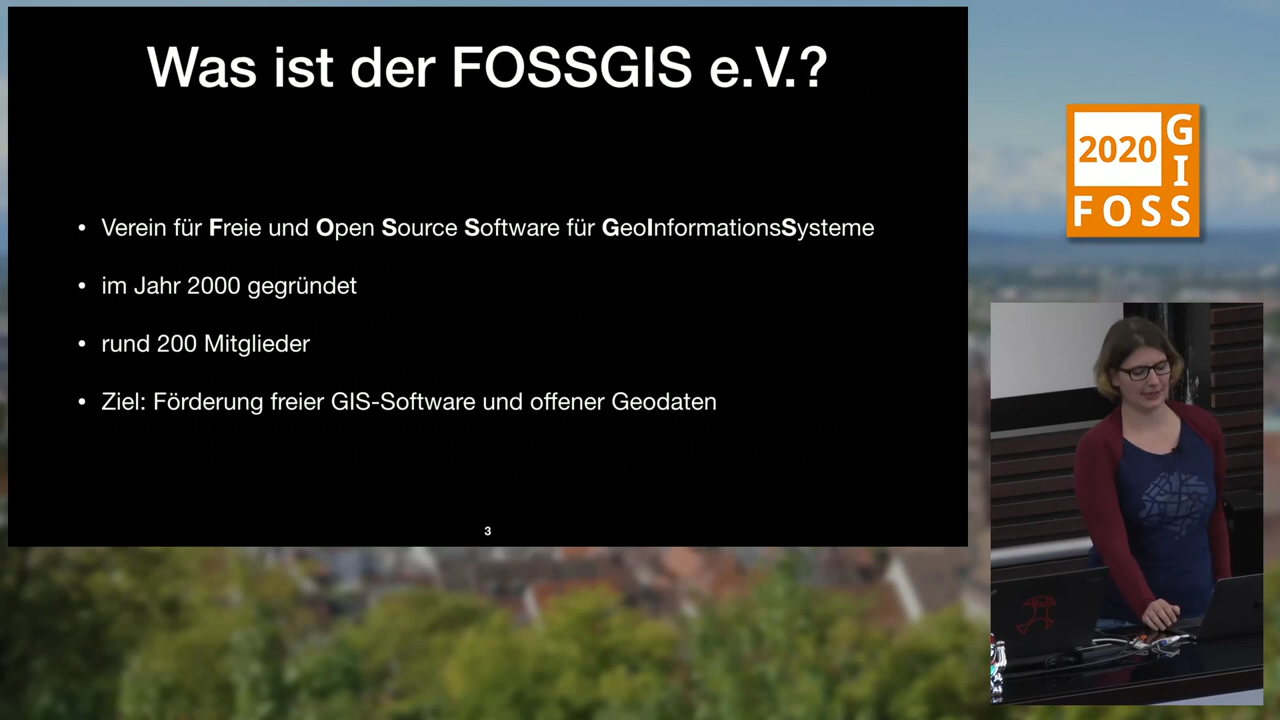 Was ist der FOSSGIS e.V.?
• Verein für Freie und Open Source Software für GeoInformationsSysteme
• im Jahr 2000 gegründet
• rund 200 Mitglieder
• Ziel: Förderung freier GIS-Software und offener Geodaten
3
2020
GIS
FOSS